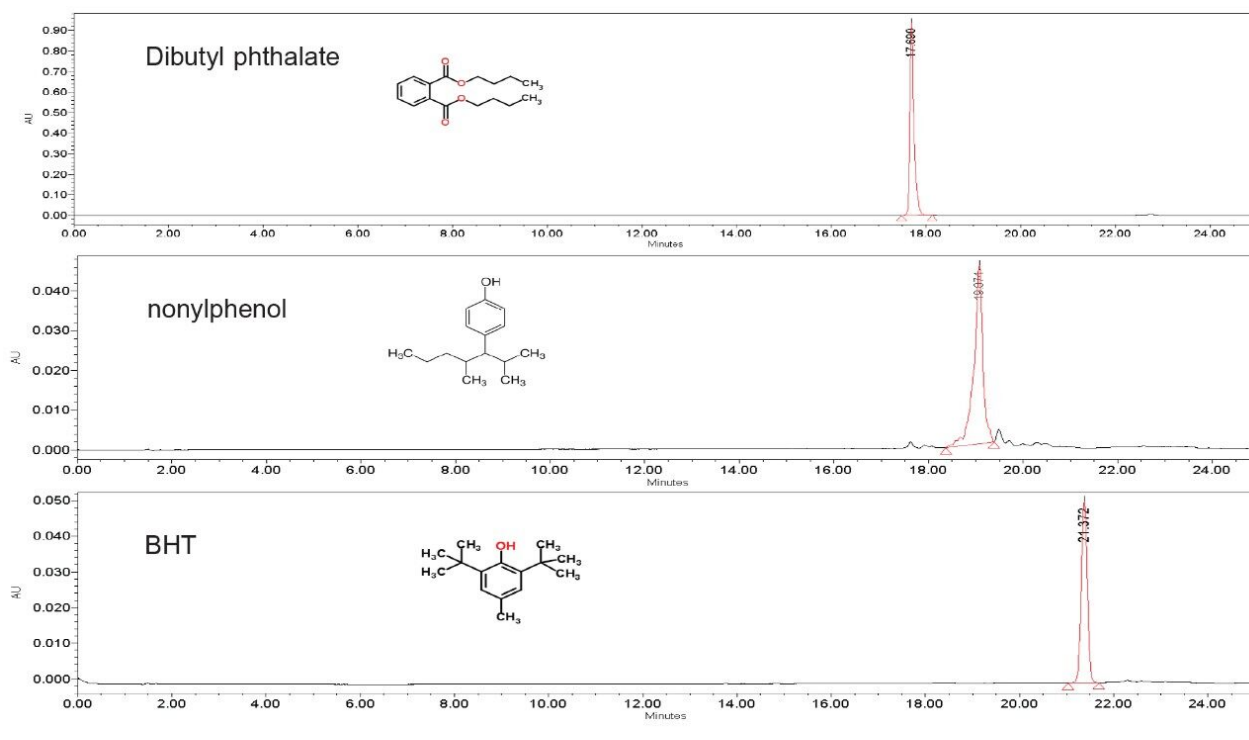 Dibutyl phthalate
AU
0.90
0.80
0.70
0.60
0.50
0.40
0.30
0.20
0.10
0.00
17.690
O
O
CH₃
O
CH₃
O
0.00 2.00 4.00 6.00 8.00 10.00 12.00 14.00 16.00 18.00 20.00 22.00 24.00
Minutes
nonylphenol
AU
0.040
0.030
0.020
0.010
0.000
19.071
OH
H₃C CH₃
CH₃ CH₃
0.00 2.00 4.00 6.00 8.00 10.00 12.00 14.00 16.00 18.00 20.00 22.00 24.00
Minutes
BHT
AU
0.050
0.040
0.030
0.020
0.010
0.000
21.372
CH₃ OH CH₃
H₃C CH₃
H₃C CH₃
CH₃
0.00 2.00 4.00 6.00 8.00 10.00 12.00 14.00 16.00 18.00 20.00 22.00 24.00
Minutes